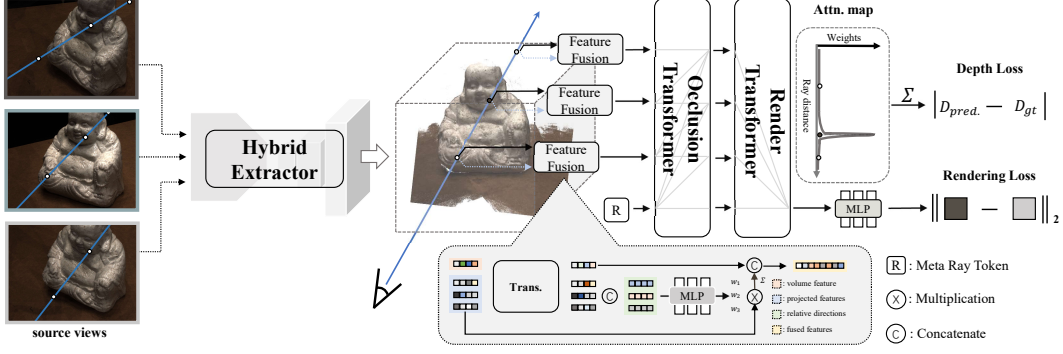 source views
Hybrid
Extractor
Feature
Fusion
Feature
Fusion
Feature
Fusion
R
Occlusion
Transformer
Render
Transformer
Attn. map
Weights
Ray distance
Σ
Depth Loss
| D_pred. — D_gt |
Rendering Loss
MLP
|| — ||_2
Trans.
C
MLP
w₁
w₂
w₃
Σ
C
X
: volume feature
: projected features
: relative directions
: fused features
R : Meta Ray Token
X : Multiplication
C : Concatenate